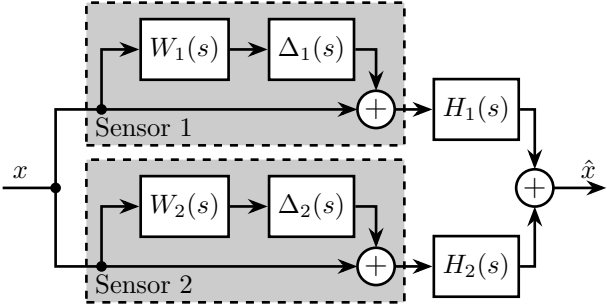 W₁(s) Δ₁(s)
+ H₁(s)
Sensor 1
x + x̂
W₂(s) Δ₂(s)
+ H₂(s)
Sensor 2